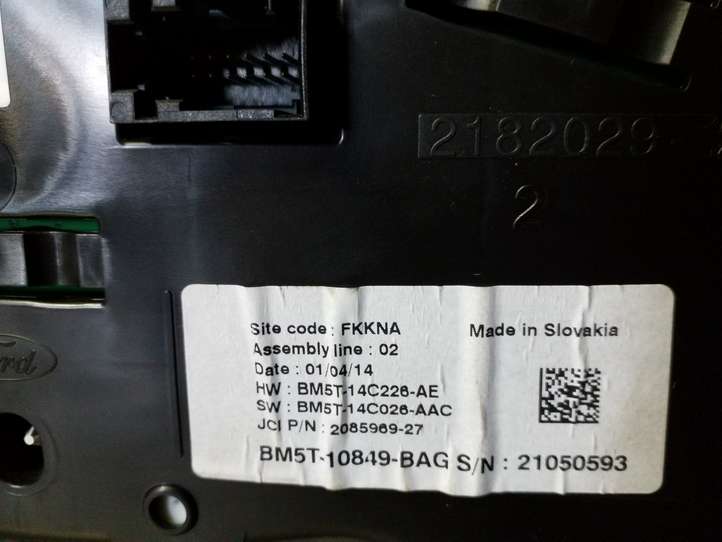 2182029
2
Ford
Site code : FKKNA
Made in Slovakia
Assembly line : 02
Date : 01/04/14
HW : BM5T-14C226-AE
SW : BM5T-14C026-AAC
JCI P/N : 2085969-27
BM5T-10849-BAG S/N : 21050593